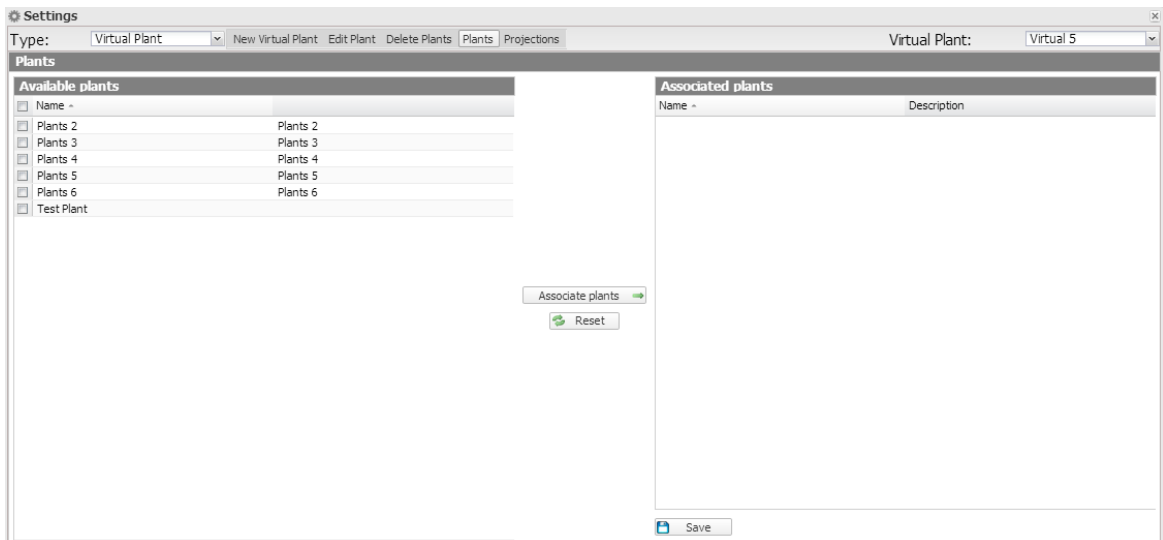 Settings
Type: Virtual Plant New Virtual Plant Edit Plant Delete Plants Plants Projections Virtual Plant: Virtual 5
Plants
Available plants
Name
Plants 2 Plants 2
Plants 3 Plants 3
Plants 4 Plants 4
Plants 5 Plants 5
Plants 6 Plants 6
Test Plant
Associate plants
Reset
Associated plants
Name Description
Save